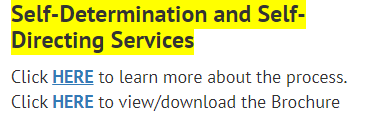 Self-Determination and Self-
Directing Services
Click HERE to learn more about the process.
Click HERE to view/download the Brochure